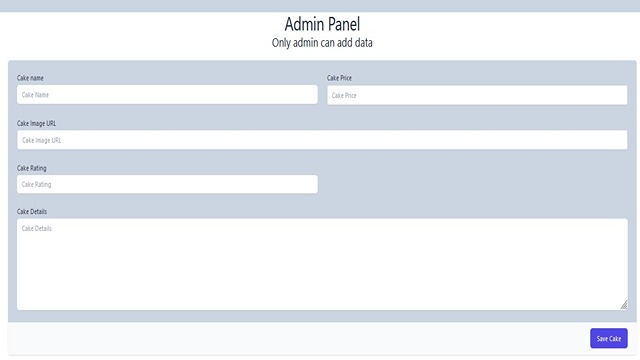 Admin Panel
Only admin can add data
Cake name
Cake Price
Cake Name
Cake Price
Cake Image URL
Cake Image URL
Cake Rating
Cake Rating
Cake Details
Cake Details
Save Cake